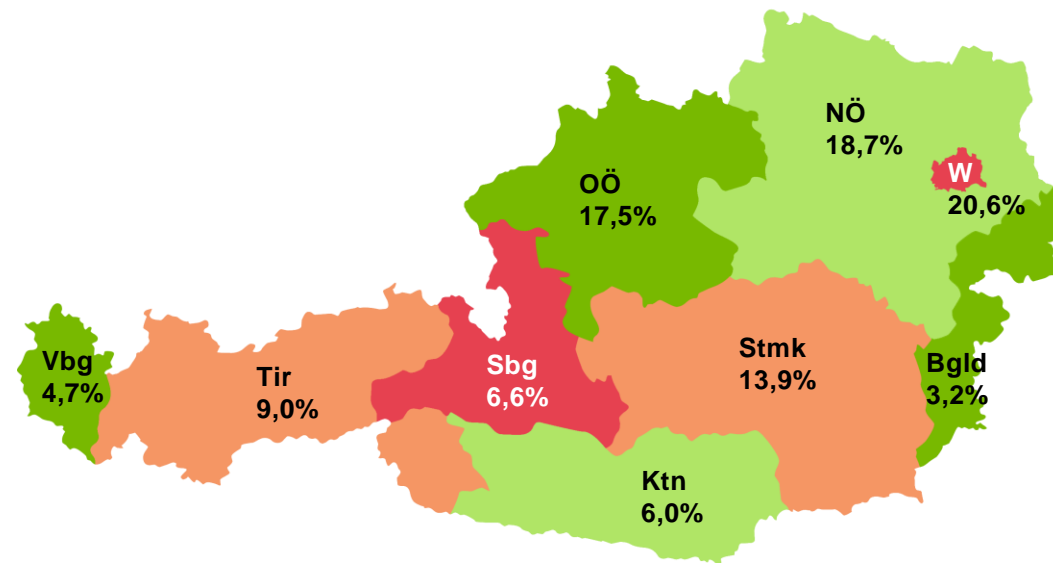 NÖ
18,7%
W
20,6%
OÖ
17,5%
Vbg
4,7%
Tir
9,0%
Sbg
6,6%
Stmk
13,9%
Bgld
3,2%
Ktn
6,0%